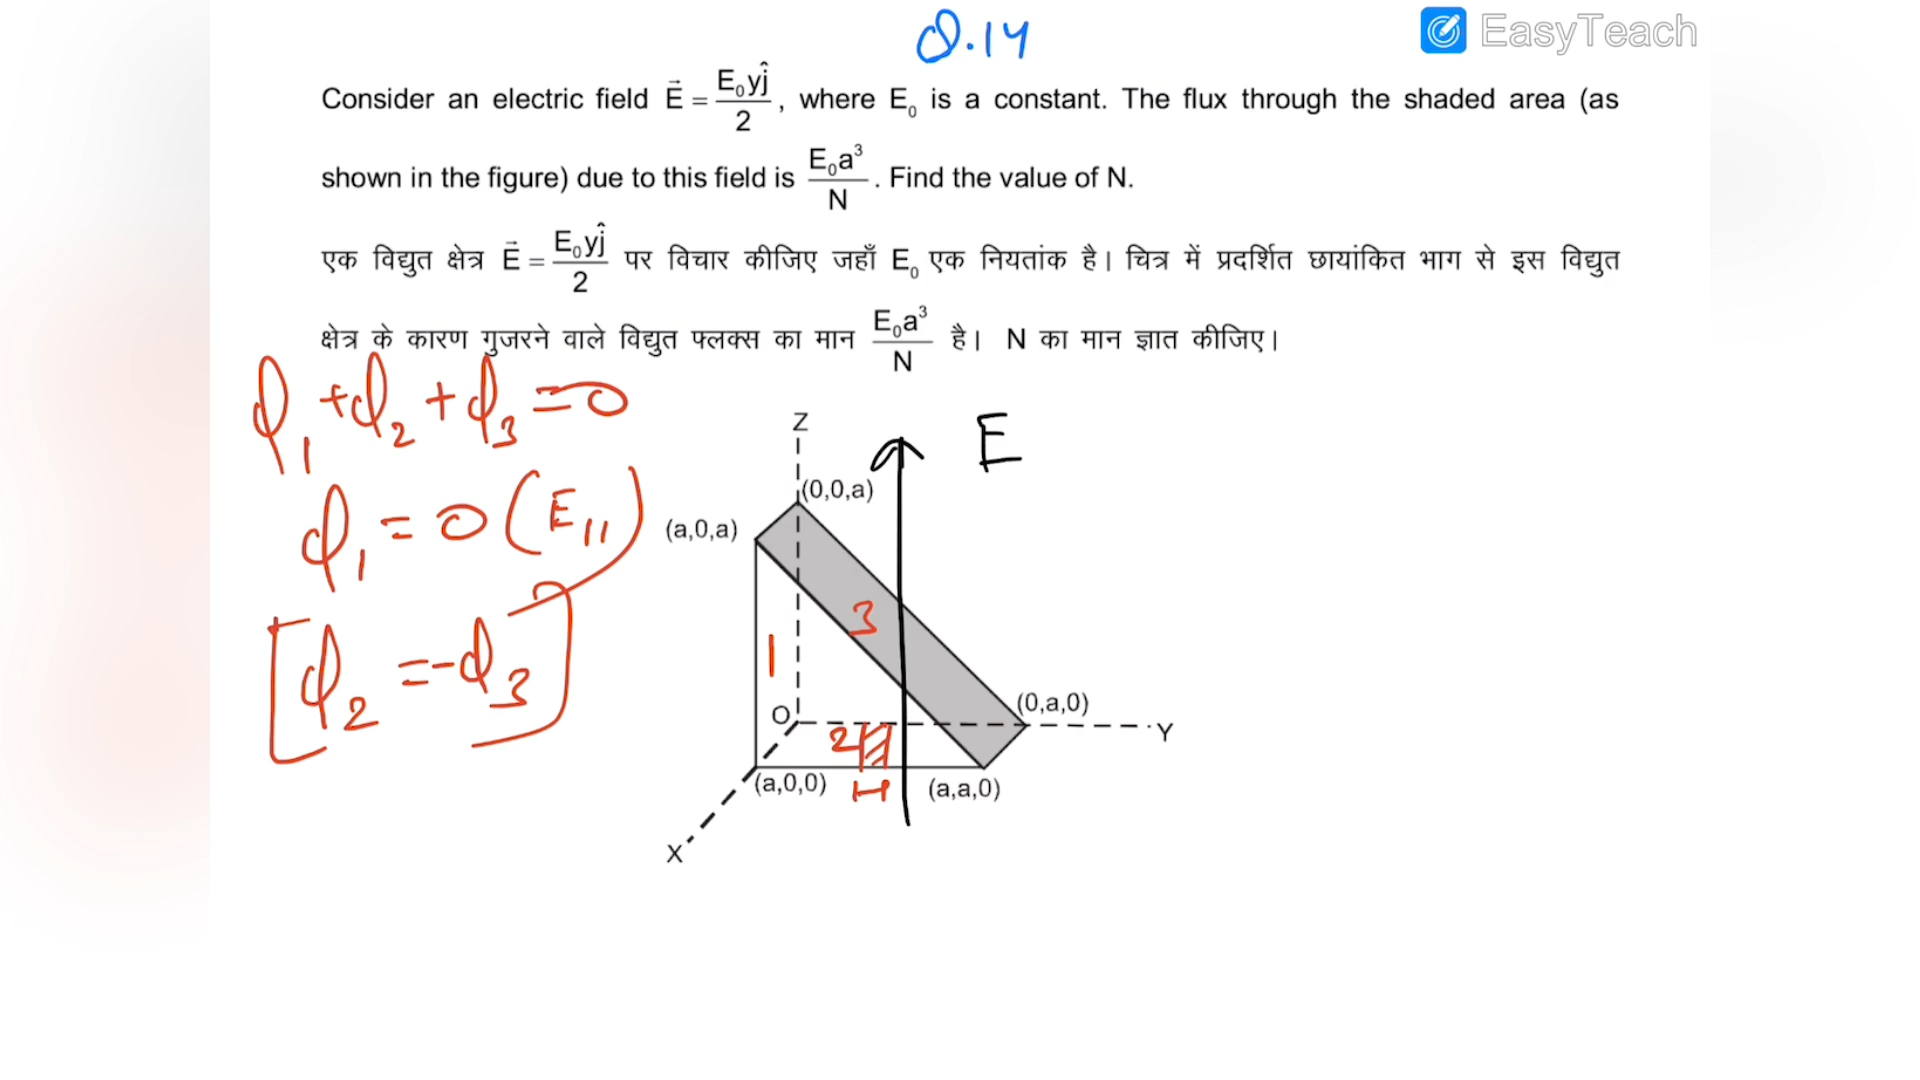 Q.14
EasyTeach
Consider an electric field E⃗ = E₀yĵ/2, where E₀ is a constant. The flux through the shaded area (as
shown in the figure) due to this field is E₀a³/N. Find the value of N.
एक विद्युत क्षेत्र E⃗ = E₀yĵ/2 पर विचार कीजिए जहाँ E₀ एक नियतांक है। चित्र में प्रदर्शित छायांकित भाग से इस विद्युत
क्षेत्र के कारण गुजरने वाले विद्युत फ्लक्स का मान E₀a³/N है। N का मान ज्ञात कीजिए।
ϕ₁ + ϕ₂ + ϕ₃ = 0
ϕ₁ = 0 (E₁₁)
[ϕ₂ = -ϕ₃]
Z
E
(0,0,a)
(a,0,a)
3
1
(0,a,0)
O
Y
2
(a,0,0)
(a,a,0)
X